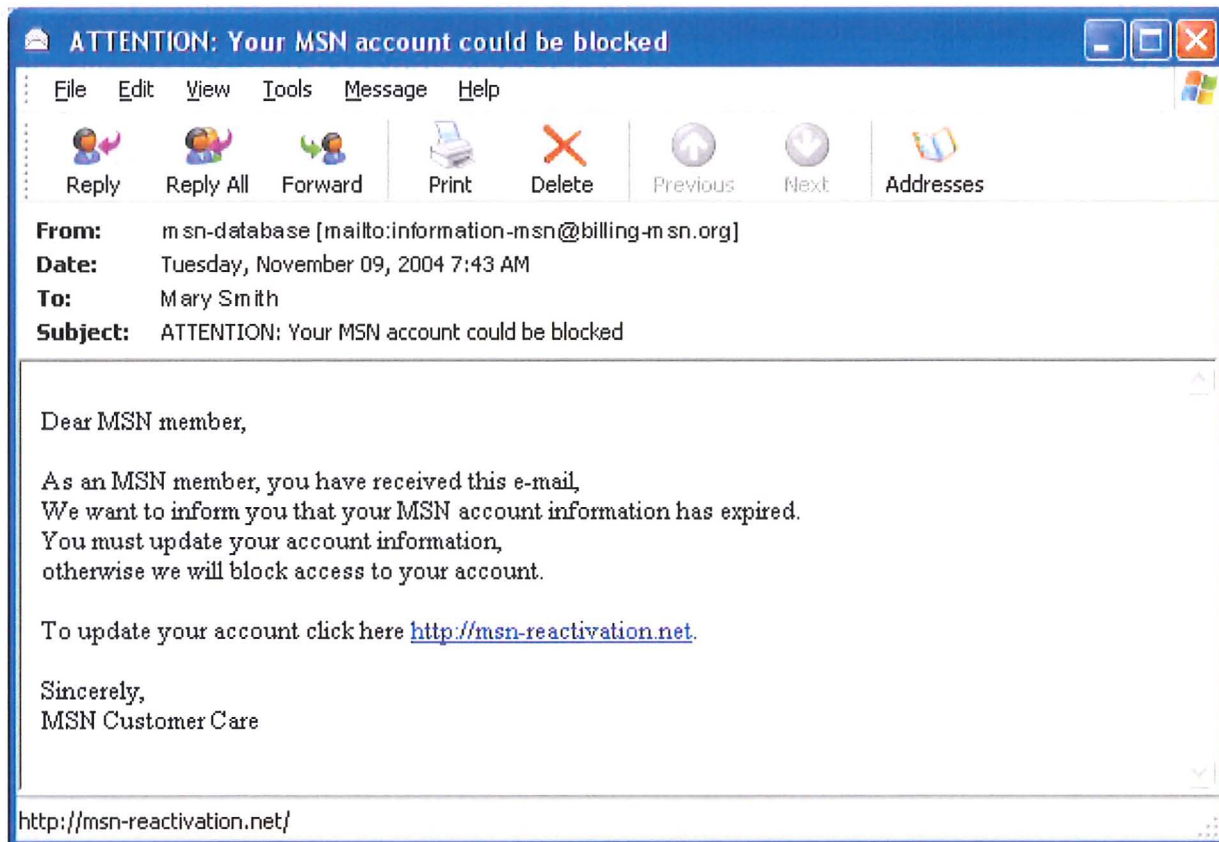 ATTENTION: Your MSN account could be blocked
File Edit View Tools Message Help
Reply Reply All Forward Print Delete Previous Next Addresses
From: msn-database [mailto:information-msn@billing-msn.org]
Date: Tuesday, November 09, 2004 7:43 AM
To: Mary Smith
Subject: ATTENTION: Your MSN account could be blocked
Dear MSN member,
As an MSN member, you have received this e-mail,
We want to inform you that your MSN account information has expired.
You must update your account information,
otherwise we will block access to your account.
To update your account click here http://msn-reactivation.net.
Sincerely,
MSN Customer Care
http://msn-reactivation.net/